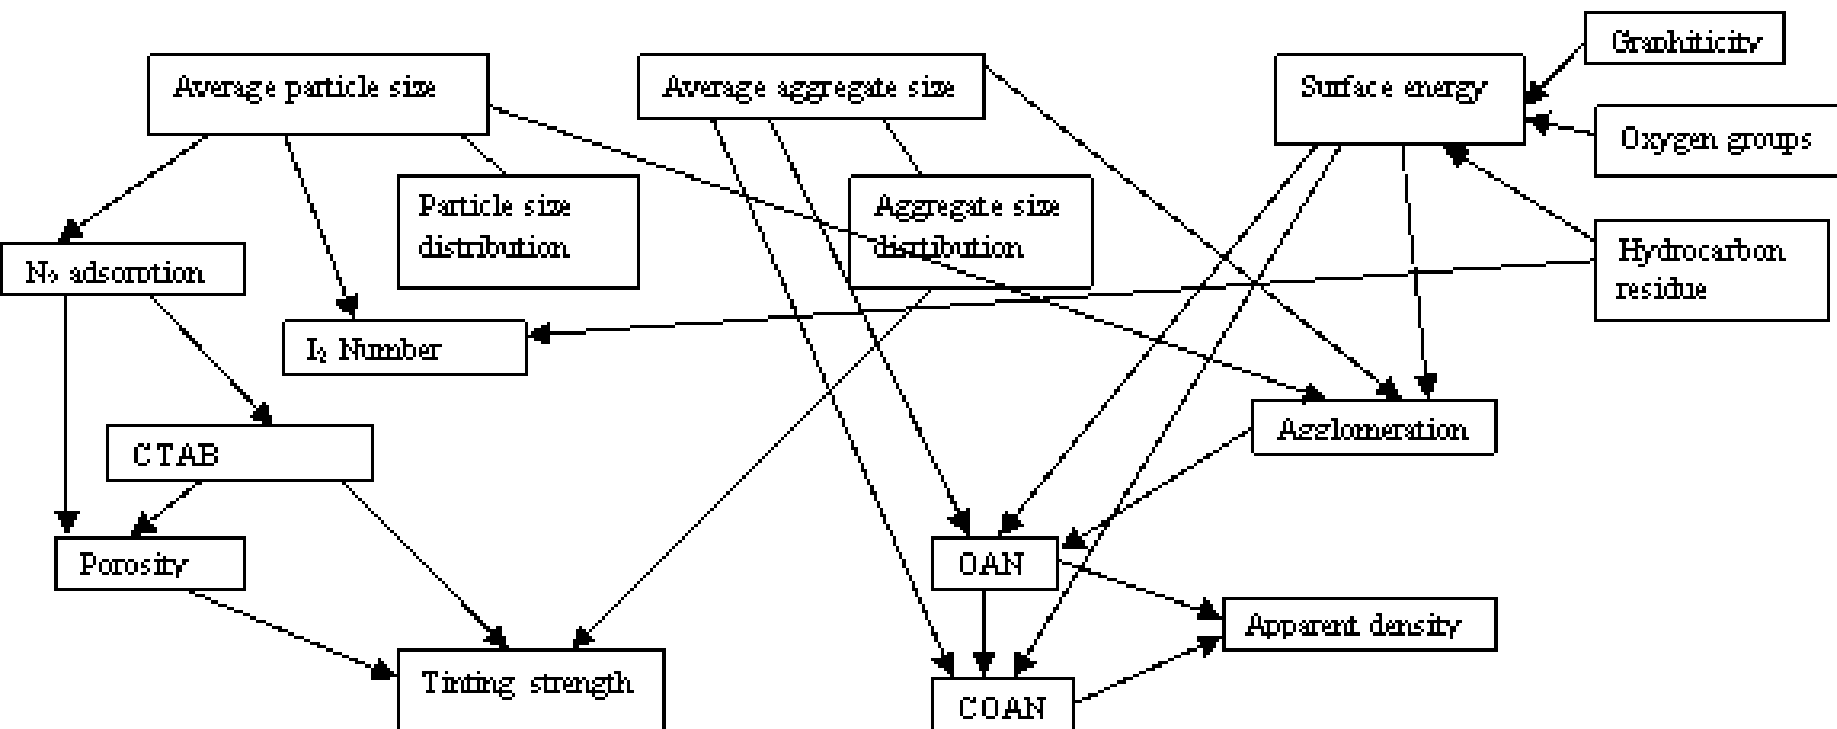 Graphiticity
Average particle size
Average aggregate size
Surface energy
Oxygen groups
Particle size
distribution
Aggregate size
disrtibution
Hydrocarbon
residue
N₂ adsorption
I₂ Number
Agglomeration
CTAB
Porosity
OAN
Apparent density
Tinting strength
COAN